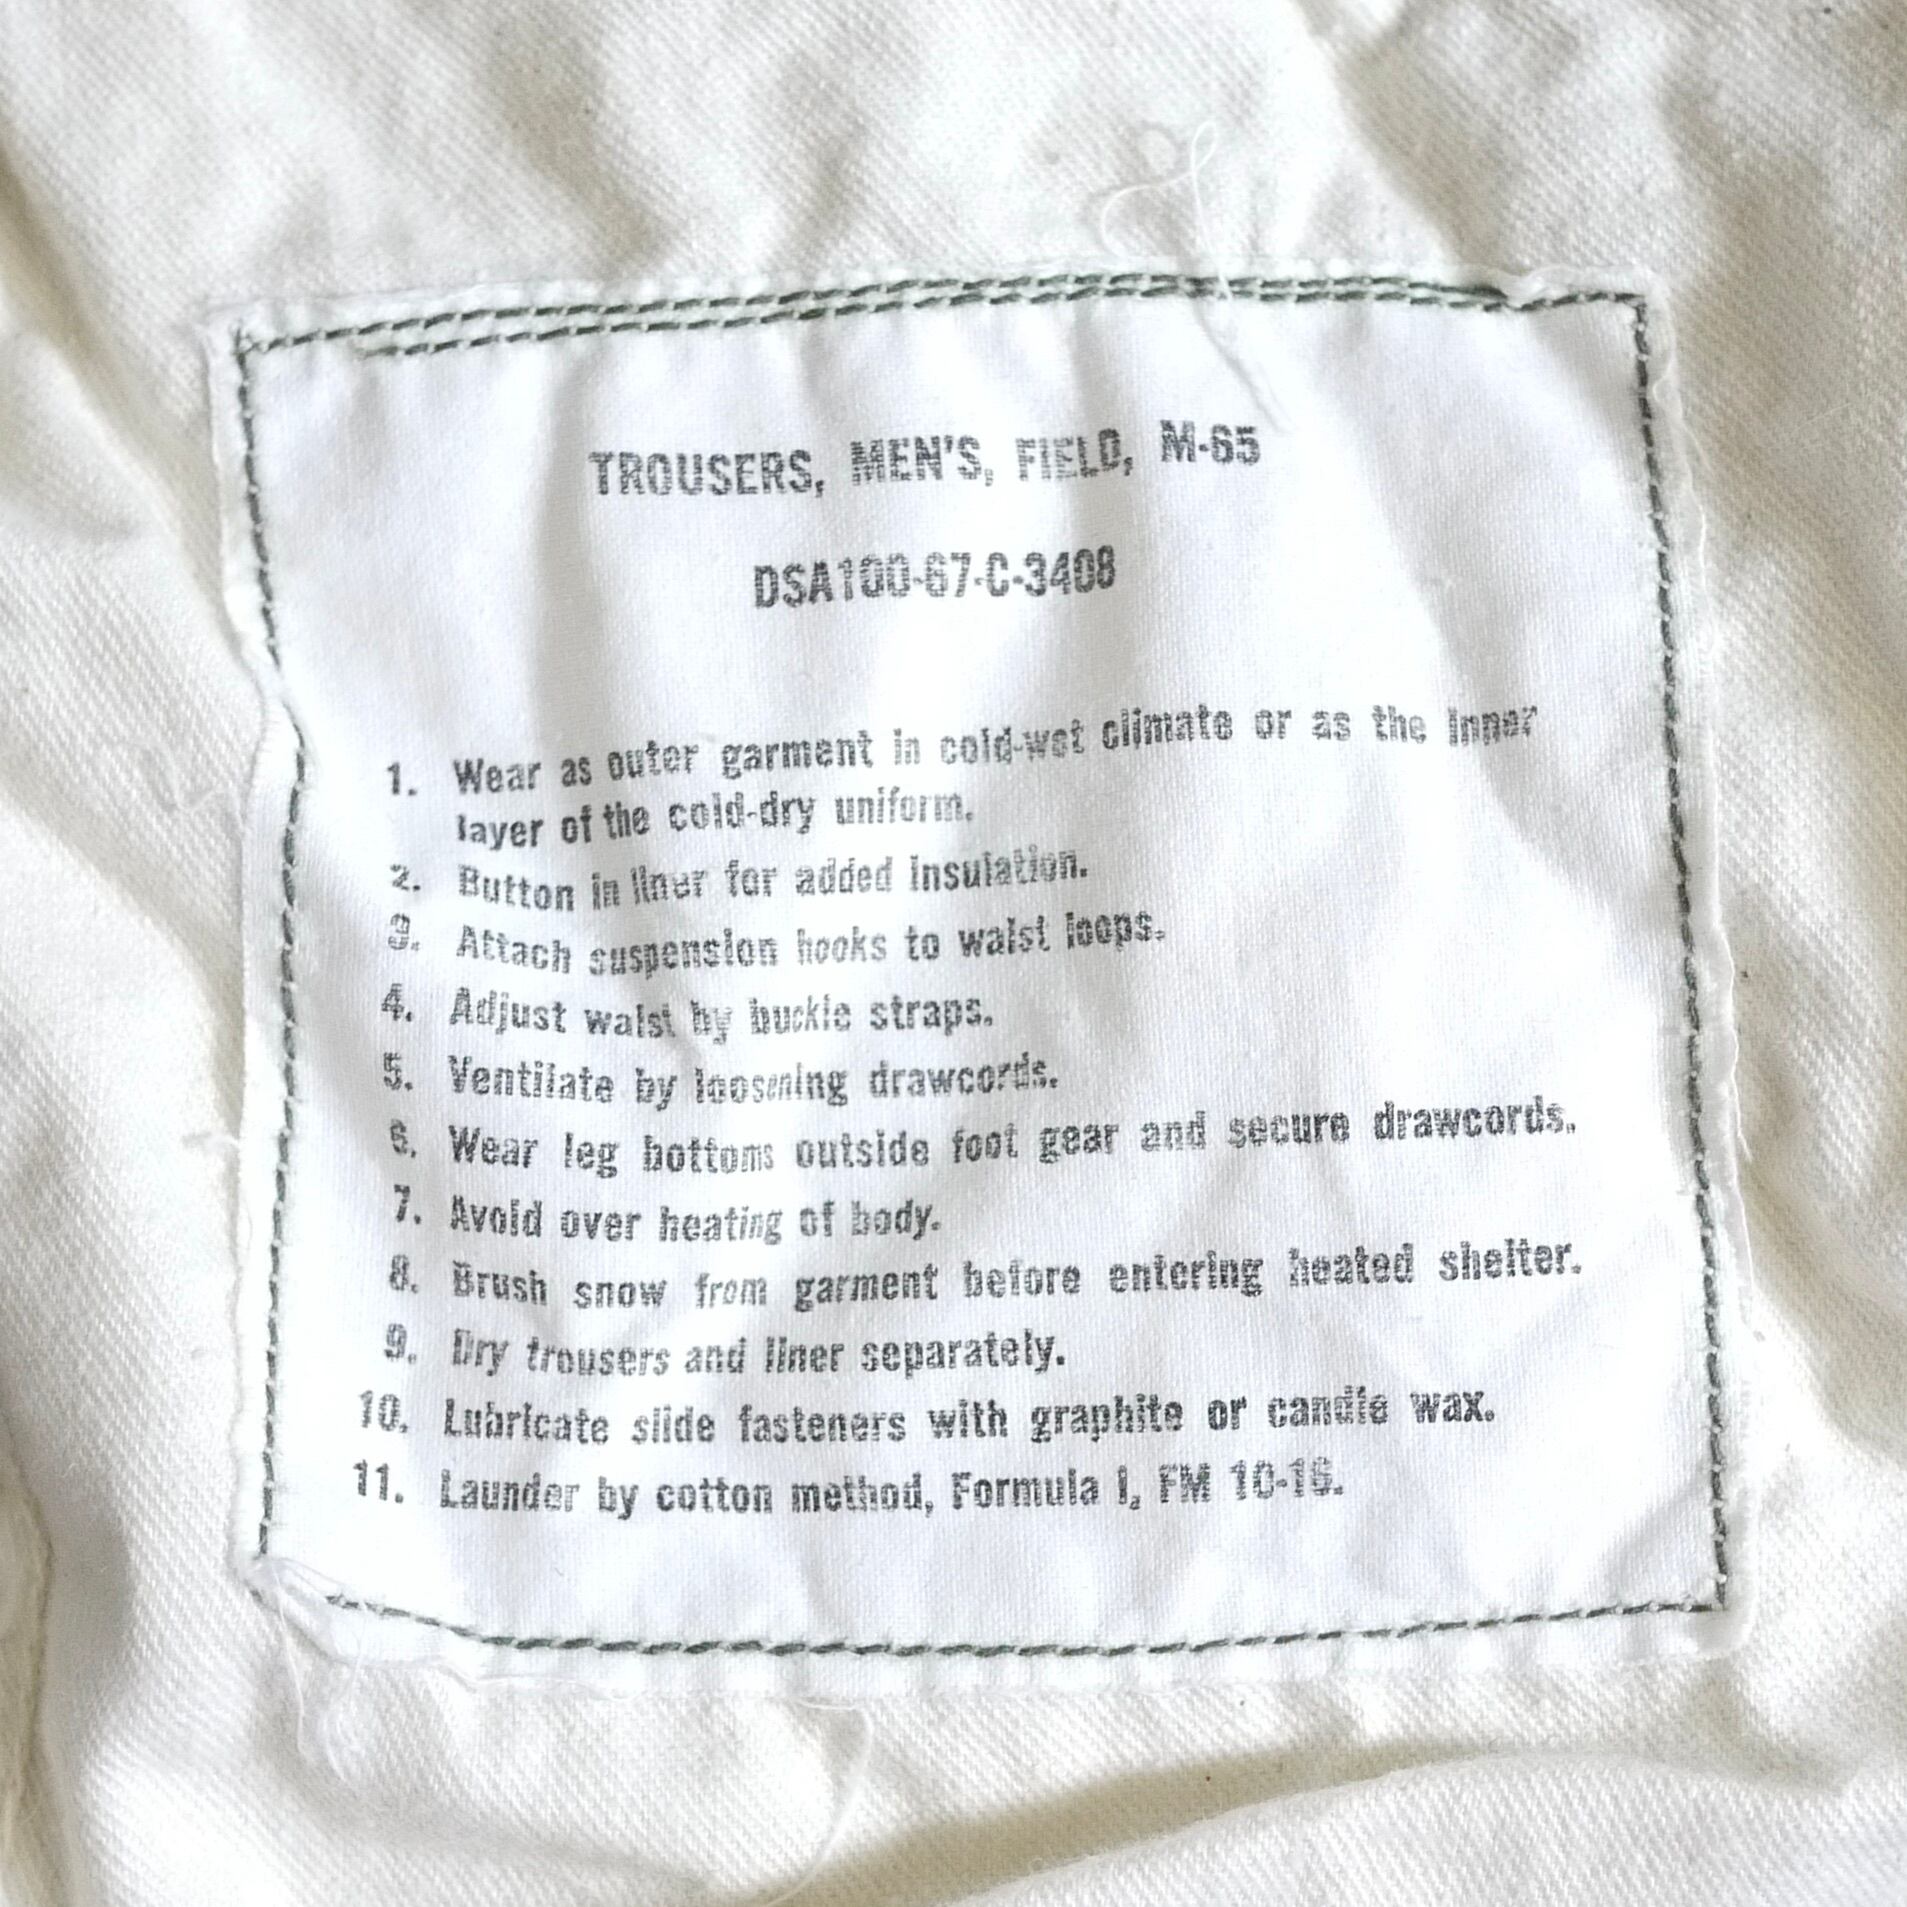 TROUSERS, MEN'S, FIELD, M-65
DSA100-67-C-3408
1. Wear as outer garment in cold-wet climate or as the inner
layer of the cold-dry uniform.
2. Button in liner for added insulation.
3. Attach suspension hooks to waist loops.
4. Adjust waist by buckle straps.
5. Ventilate by loosening drawcords.
6. Wear leg bottoms outside foot gear and secure drawcords.
7. Avoid over heating of body.
8. Brush snow from garment before entering heated shelter.
9. Dry trousers and liner separately.
10. Lubricate slide fasteners with graphite or candle wax.
11. Launder by cotton method, Formula I, FM 10-16.